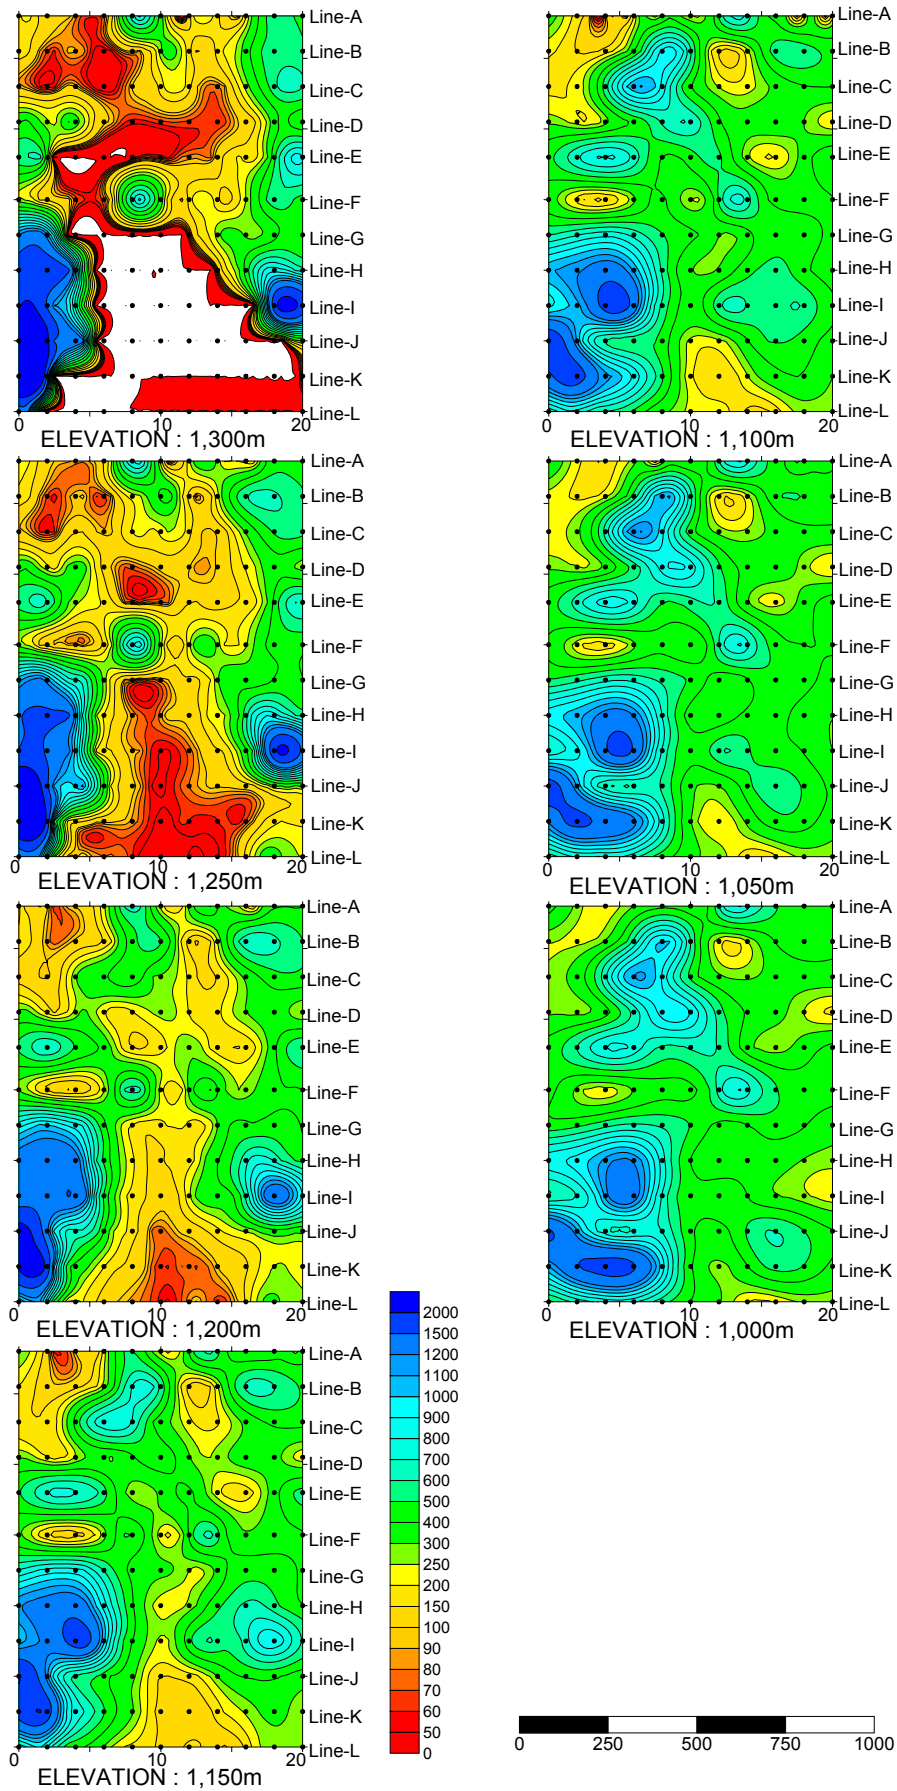 Line-A
Line-B
Line-C
Line-D
Line-E
Line-F
Line-G
Line-H
Line-I
Line-J
Line-K
Line-L
0 10 20
ELEVATION : 1,300m
Line-A
Line-B
Line-C
Line-D
Line-E
Line-F
Line-G
Line-H
Line-I
Line-J
Line-K
Line-L
0 10 20
ELEVATION : 1,100m
Line-A
Line-B
Line-C
Line-D
Line-E
Line-F
Line-G
Line-H
Line-I
Line-J
Line-K
Line-L
0 10 20
ELEVATION : 1,250m
Line-A
Line-B
Line-C
Line-D
Line-E
Line-F
Line-G
Line-H
Line-I
Line-J
Line-K
Line-L
0 10 20
ELEVATION : 1,050m
Line-A
Line-B
Line-C
Line-D
Line-E
Line-F
Line-G
Line-H
Line-I
Line-J
Line-K
Line-L
0 10 20
ELEVATION : 1,200m
Line-A
Line-B
Line-C
Line-D
Line-E
Line-F
Line-G
Line-H
Line-I
Line-J
Line-K
Line-L
0 10 20
ELEVATION : 1,000m
Line-A
Line-B
Line-C
Line-D
Line-E
Line-F
Line-G
Line-H
Line-I
Line-J
Line-K
Line-L
0 10 20
ELEVATION : 1,150m
2000
1500
1200
1100
1000
900
800
700
600
500
400
300
250
200
150
100
90
80
70
60
50
0
0 250 500 750 1000